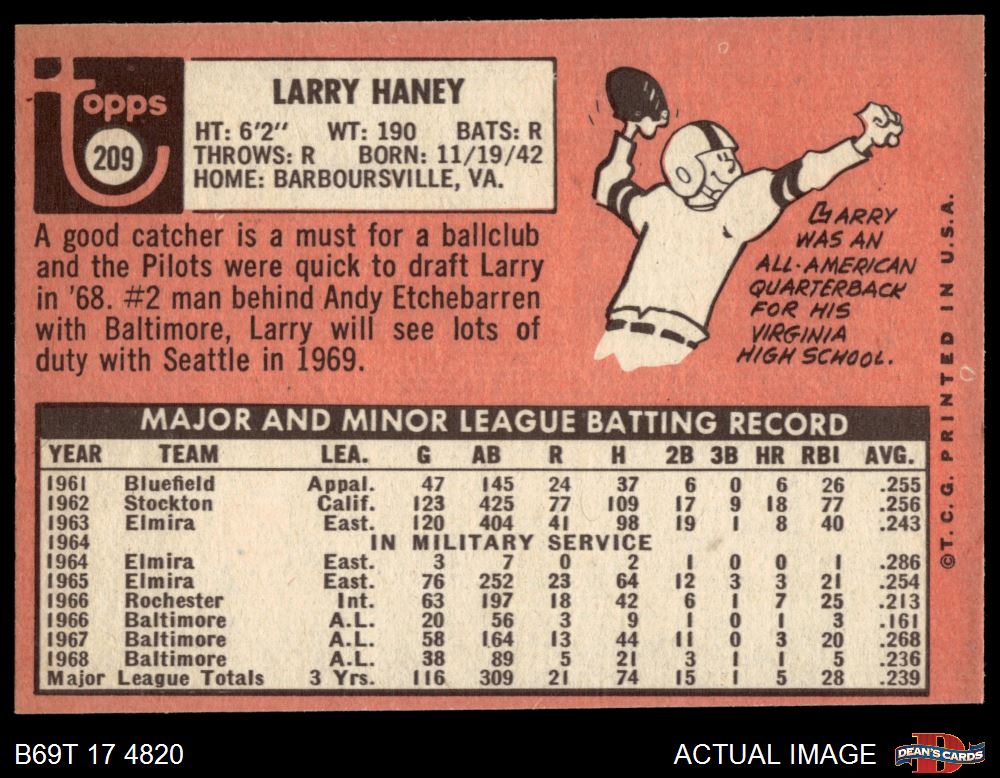 Topps
209
LARRY HANEY
HT: 6'2" WT: 190 BATS: R
THROWS: R BORN: 11/19/42
HOME: BARBOURSVILLE, VA.
A good catcher is a must for a ballclub
and the Pilots were quick to draft Larry
in '68. #2 man behind Andy Etchebarren
with Baltimore, Larry will see lots of
duty with Seattle in 1969.
LARRY
WAS AN
ALL-AMERICAN
QUARTERBACK
FOR HIS
VIRGINIA
HIGH SCHOOL.
©T. C. G. PRINTED IN U.S.A.
MAJOR AND MINOR LEAGUE BATTING RECORD
YEAR TEAM LEA. G AB R H 2B 3B HR RBI AVG.
1961 Bluefield Appal. 47 145 24 37 6 0 6 26 .255
1962 Stockton Calif. 123 425 77 109 17 9 18 77 .256
1963 Elmira East. 120 404 41 98 19 1 8 40 .243
1964 IN MILITARY SERVICE
1964 Elmira East. 3 7 0 2 1 0 0 1 .286
1965 Elmira East. 76 252 23 64 12 3 3 21 .254
1966 Rochester Int. 63 197 18 42 6 1 7 25 .213
1966 Baltimore A.L. 20 56 3 9 1 0 1 3 .161
1967 Baltimore A.L. 58 164 13 44 11 0 3 20 .268
1968 Baltimore A.L. 38 89 5 21 3 1 1 5 .236
Major League Totals 3 Yrs. 116 309 21 74 15 1 5 28 .239
B69T 17 4820
ACTUAL IMAGE
DEAN'S CARDS